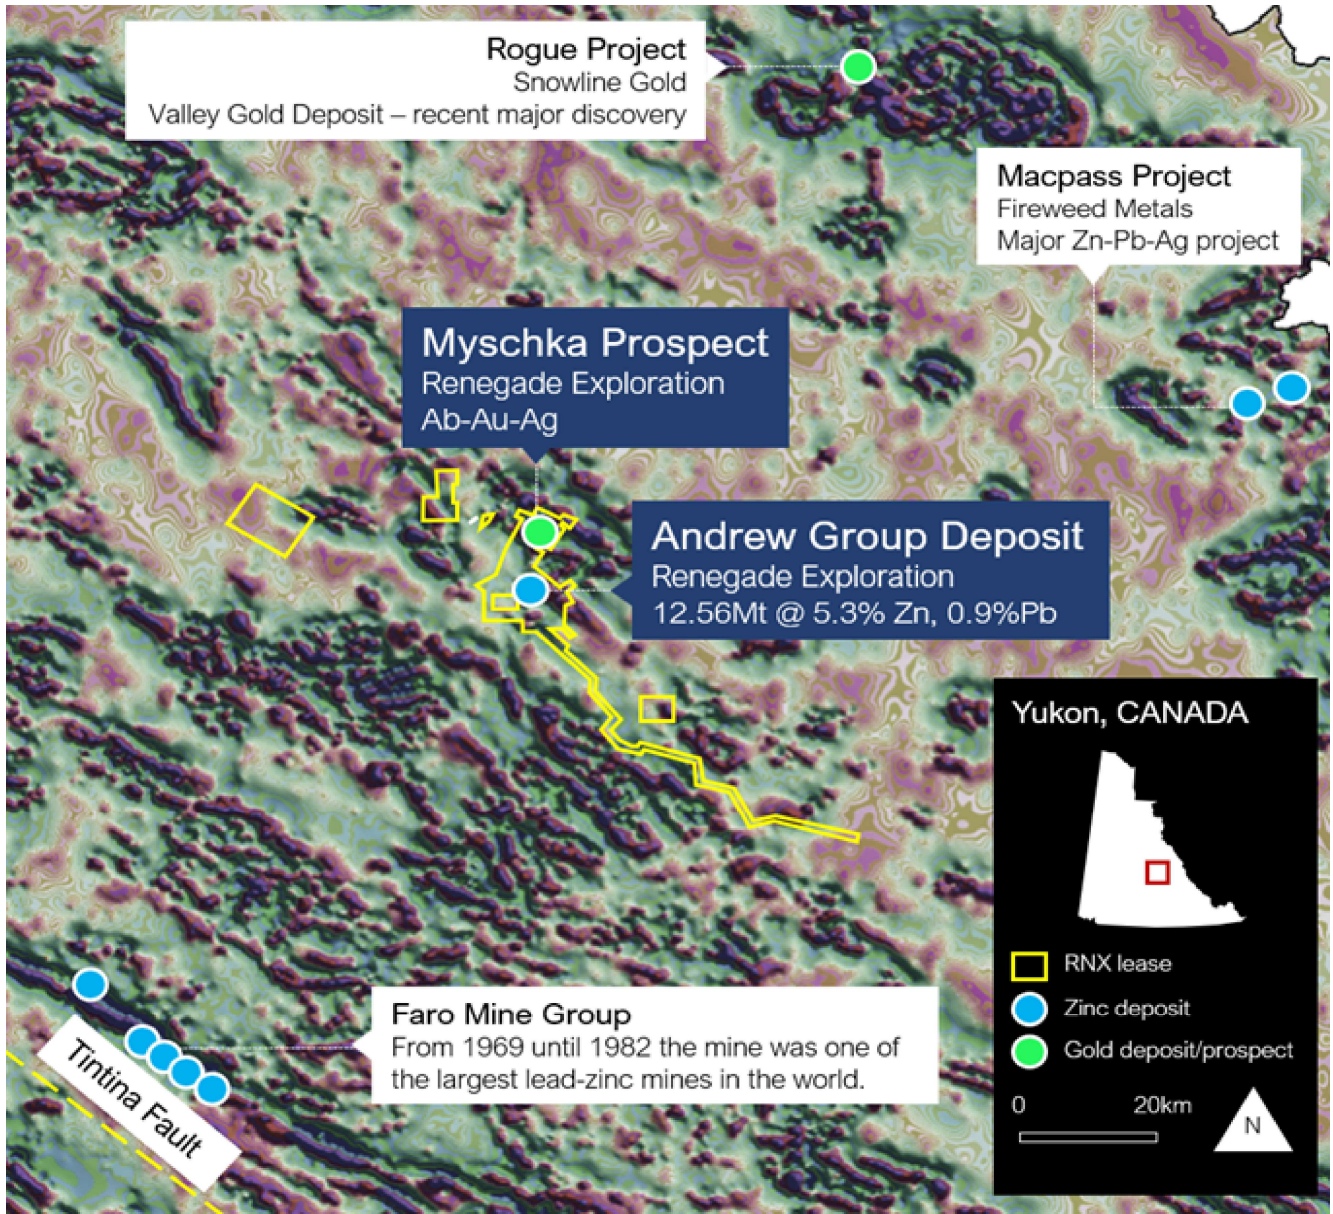 Rogue Project
Snowline Gold
Valley Gold Deposit – recent major discovery
Macpass Project
Fireweed Metals
Major Zn-Pb-Ag project
Myschka Prospect
Renegade Exploration
Ab-Au-Ag
Andrew Group Deposit
Renegade Exploration
12.56Mt @ 5.3% Zn, 0.9%Pb
Yukon, CANADA
RNX lease
Zinc deposit
Gold deposit/prospect
0 20km
N
Faro Mine Group
From 1969 until 1982 the mine was one of
the largest lead-zinc mines in the world.
Tintina Fault